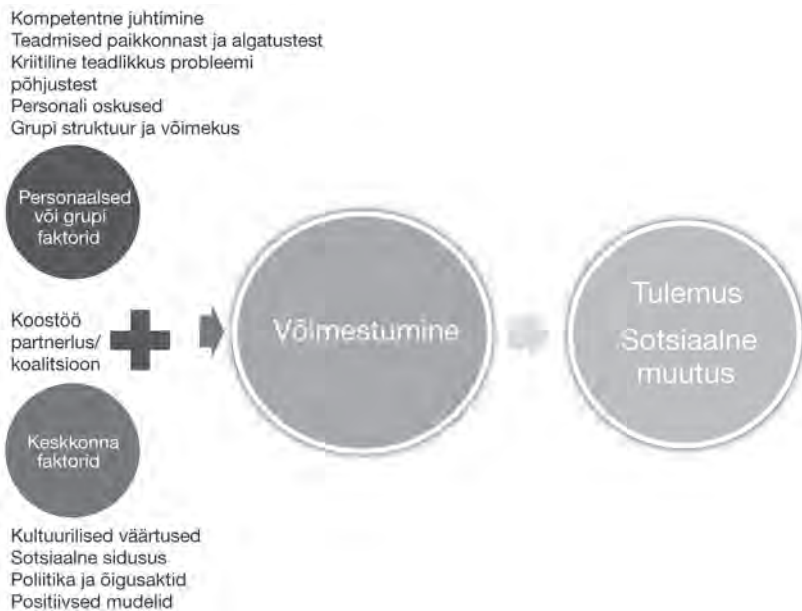 Kompetentne juhtimine
Teadmised paikkonnast ja algatustest
Kriitiline teadlikkus probleemi
põhjustest
Personali oskused
Grupi struktuur ja võimekus
Personaalsed
või grupi
faktorid
Koostöö
partnerlus/
koalitsioon
Võimestumine
Tulemus
Sotsiaalne
muutus
Keskkonna
faktorid
Kultuurilised väärtused
Sotsiaalne sidusus
Poliitika ja õigusaktid
Positiivsed mudelid